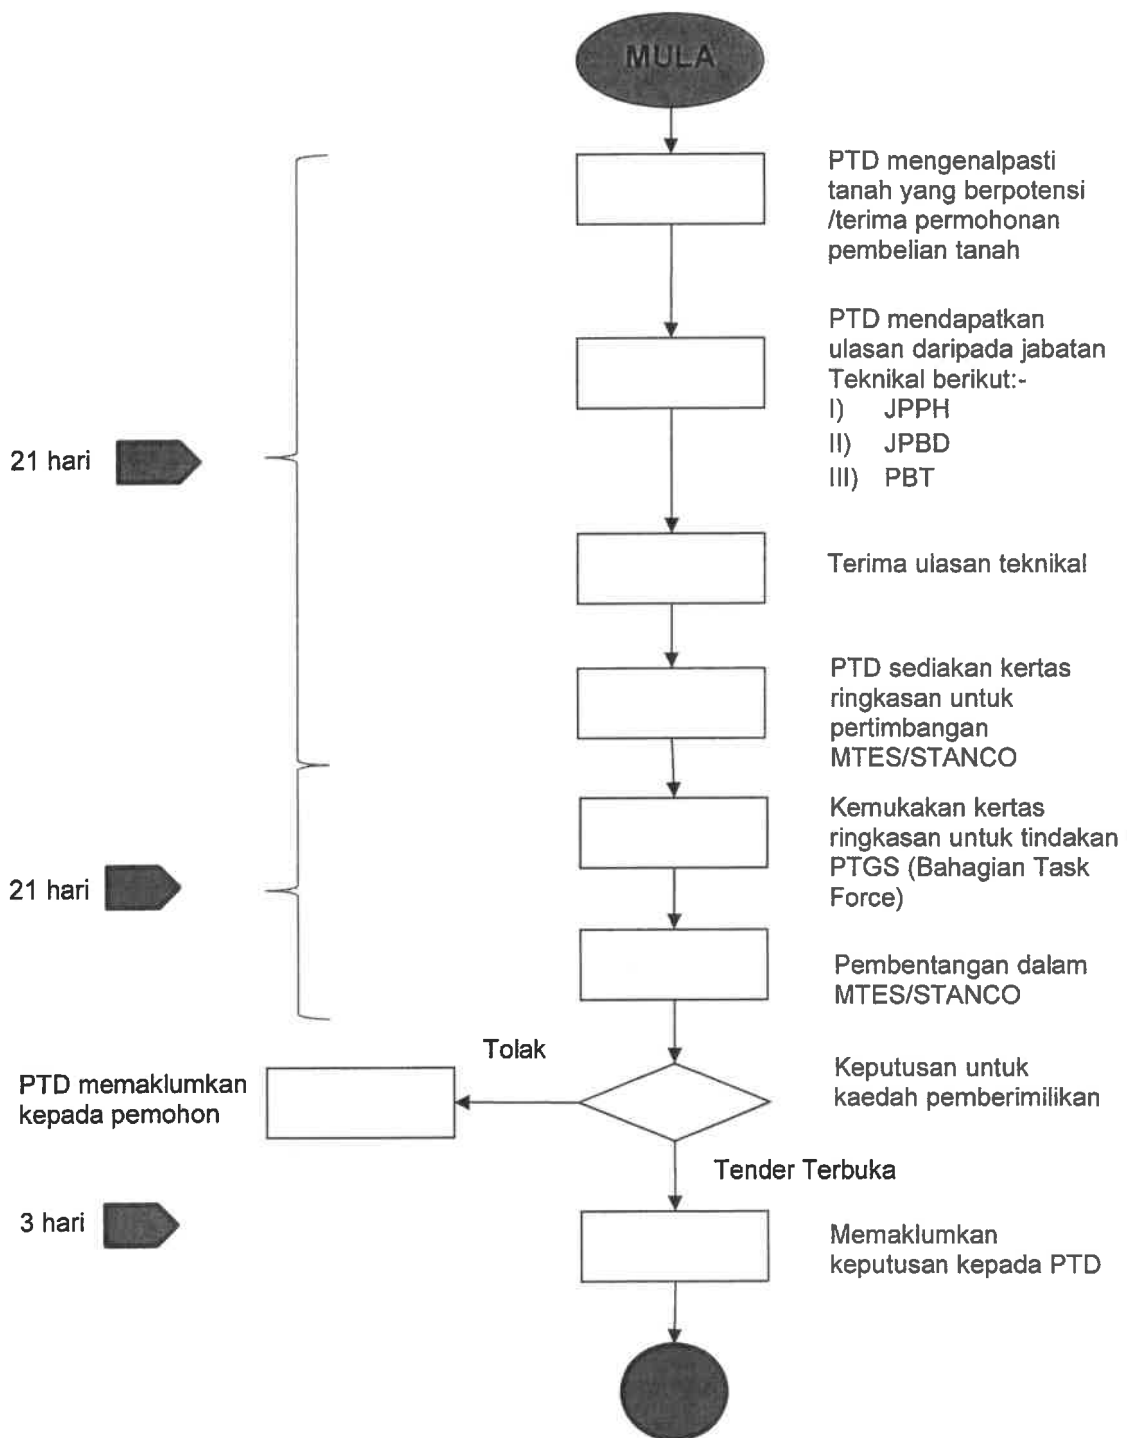 MULA
PTD mengenalpasti
tanah yang berpotensi
/terima permohonan
pembelian tanah
PTD mendapatkan
ulasan daripada jabatan
Teknikal berikut:-
I) JPPH
II) JPBD
III) PBT
21 hari
Terima ulasan teknikal
PTD sediakan kertas
ringkasan untuk
pertimbangan
MTES/STANCO
Kemukakan kertas
ringkasan untuk tindakan
PTGS (Bahagian Task
Force)
21 hari
Pembentangan dalam
MTES/STANCO
Tolak
PTD memaklumkan
kepada pemohon
Keputusan untuk
kaedah pemberimilikan
Tender Terbuka
3 hari
Memaklumkan
keputusan kepada PTD